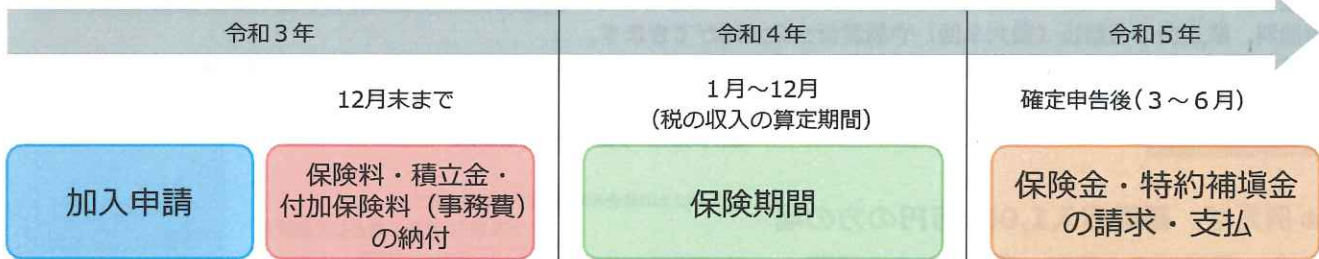 令和３年
令和４年
令和５年
12月末まで
１月～12月
（税の収入の算定期間）
確定申告後（３～６月）
加入申請
保険料・積立金・
付加保険料（事務費）
の納付
保険期間
保険金・特約補填金
の請求・支払